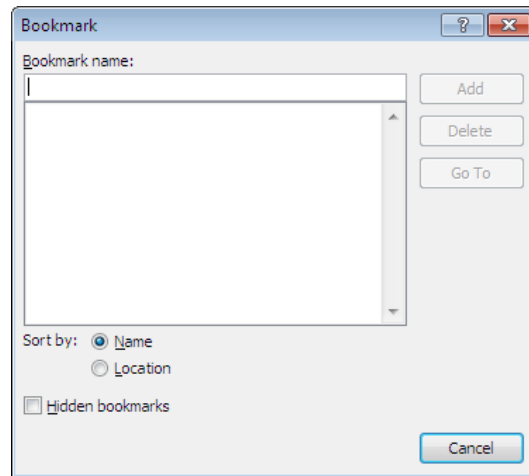 Bookmark
?
Bookmark name:
Add
Delete
Go To
Sort by:
Name
Location
Hidden bookmarks
Cancel